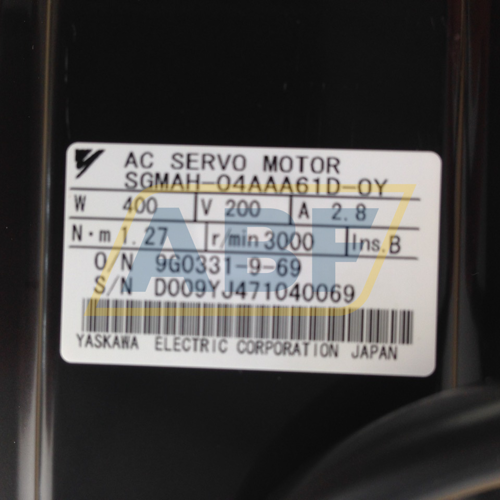 AC SERVO MOTOR
SGMAH-04AAA61D-OY
W 400 V 200 A 2.8
N·m 1.27 r/min 3000 Ins.B
O/N 9G0331-9-69
S/N D009YJ471040069
YASKAWA ELECTRIC CORPORATION JAPAN
ABF